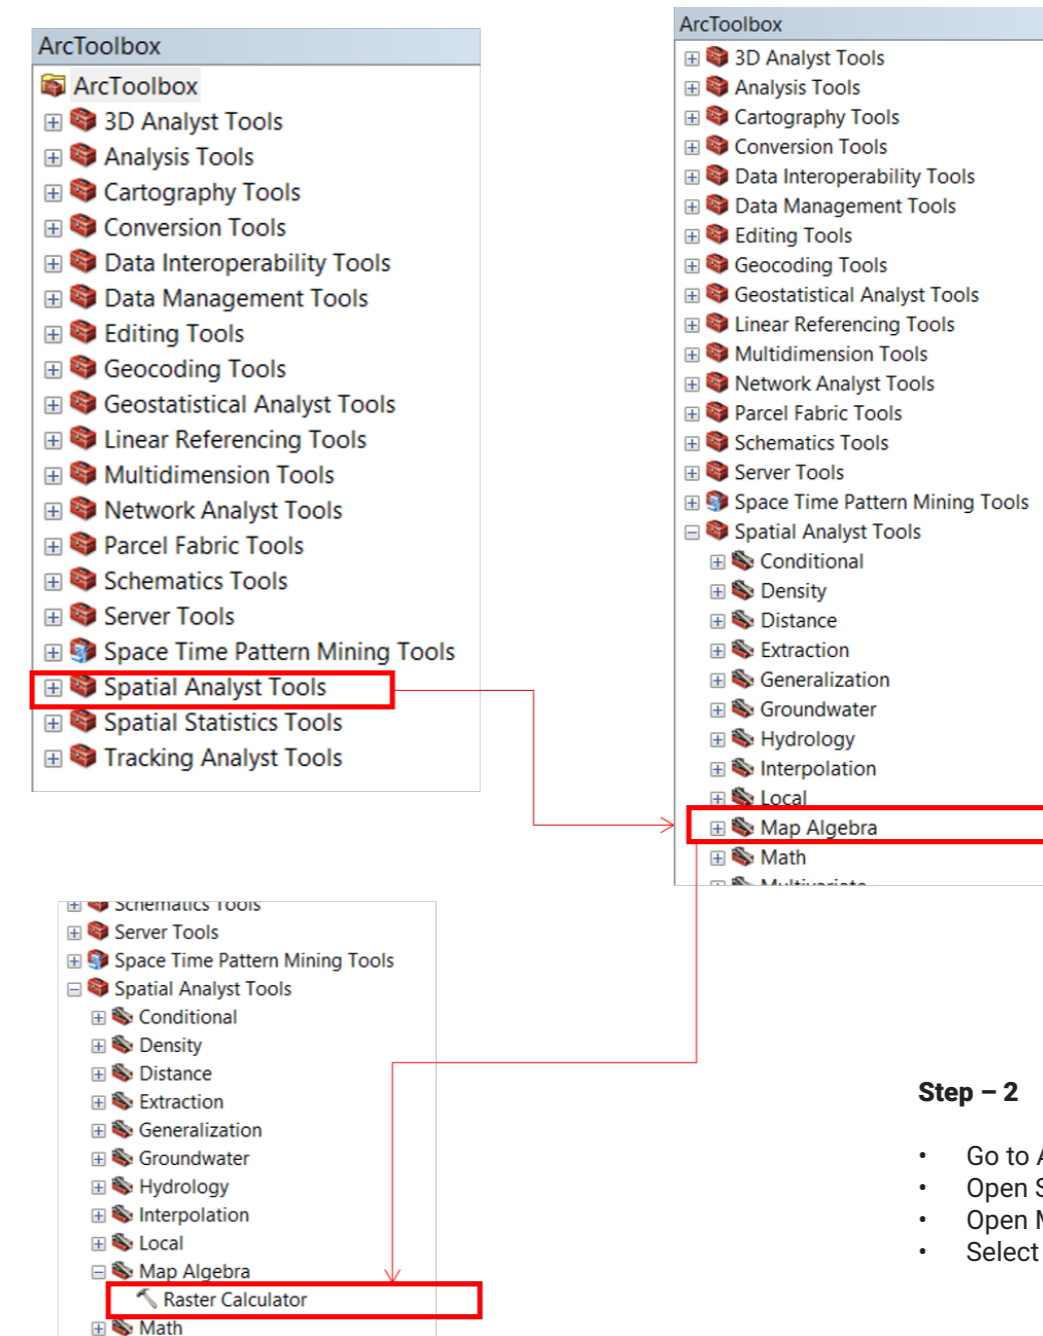 ArcToolbox
ArcToolbox
3D Analyst Tools
Analysis Tools
Cartography Tools
Conversion Tools
Data Interoperability Tools
Data Management Tools
Editing Tools
Geocoding Tools
Geostatistical Analyst Tools
Linear Referencing Tools
Multidimension Tools
Network Analyst Tools
Parcel Fabric Tools
Schematics Tools
Server Tools
Space Time Pattern Mining Tools
Spatial Analyst Tools
Spatial Statistics Tools
Tracking Analyst Tools
ArcToolbox
3D Analyst Tools
Analysis Tools
Cartography Tools
Conversion Tools
Data Interoperability Tools
Data Management Tools
Editing Tools
Geocoding Tools
Geostatistical Analyst Tools
Linear Referencing Tools
Multidimension Tools
Network Analyst Tools
Parcel Fabric Tools
Schematics Tools
Server Tools
Space Time Pattern Mining Tools
Spatial Analyst Tools
Conditional
Density
Distance
Extraction
Generalization
Groundwater
Hydrology
Interpolation
Local
Map Algebra
Math
Multivariate
Schematics Tools
Server Tools
Space Time Pattern Mining Tools
Spatial Analyst Tools
Conditional
Density
Distance
Extraction
Generalization
Groundwater
Hydrology
Interpolation
Local
Map Algebra
Raster Calculator
Math
Step – 2
• Go to
• Open
• Open
• Select